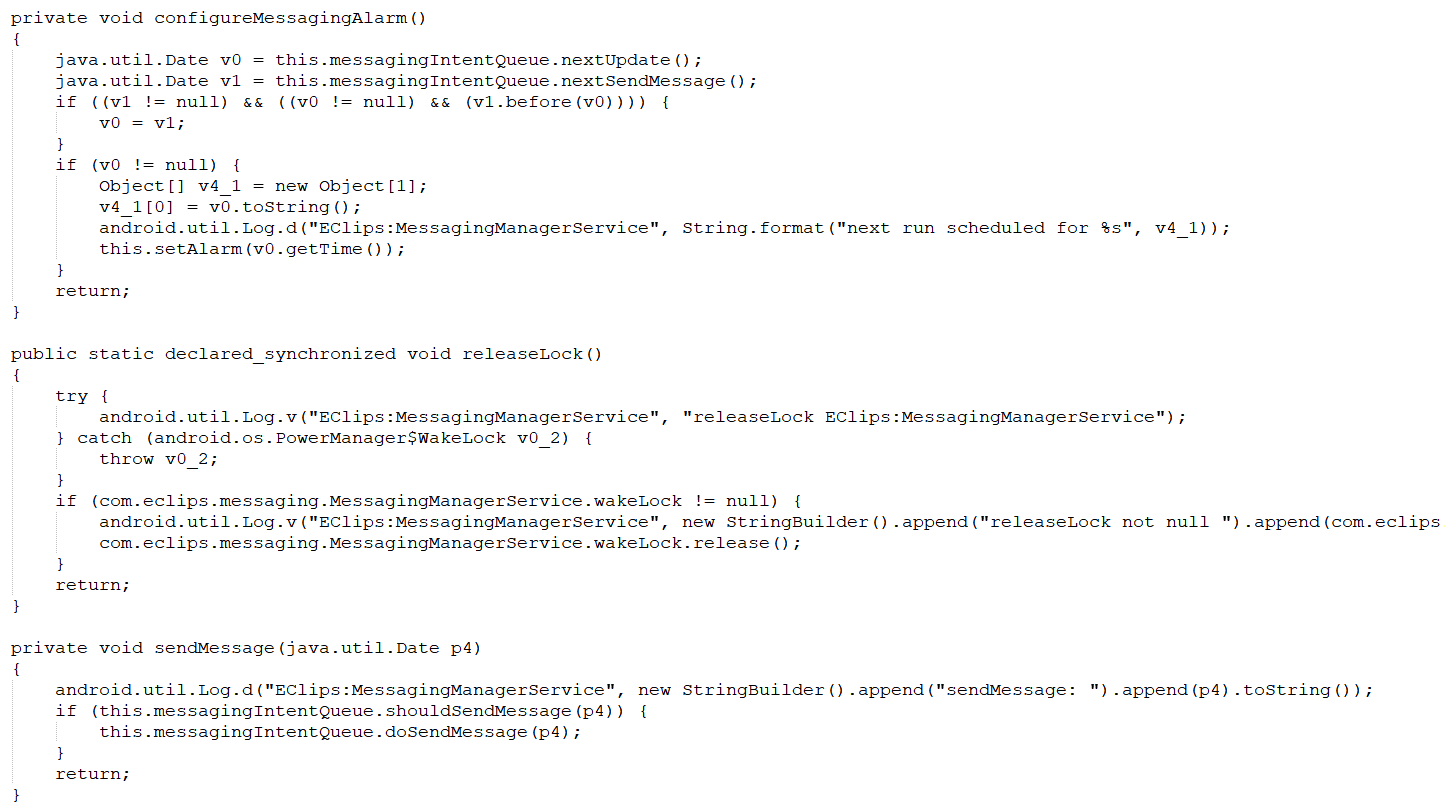 private void configureMessagingAlarm()
{
    java.util.Date v0 = this.messagingIntentQueue.nextUpdate();
    java.util.Date v1 = this.messagingIntentQueue.nextSendMessage();
    if ((v1 != null) && ((v0 != null) && (v1.before(v0)))) {
        v0 = v1;
    }
    if (v0 != null) {
        Object[] v4_1 = new Object[1];
        v4_1[0] = v0.toString();
        android.util.Log.d("EClips:MessagingManagerService", String.format("next run scheduled for %s", v4_1));
        this.setAlarm(v0.getTime());
    }
    return;
}

public static declared_synchronized void releaseLock()
{
    try {
        android.util.Log.v("EClips:MessagingManagerService", "releaseLock EClips:MessagingManagerService");
    } catch (android.os.PowerManager$WakeLock v0_2) {
        throw v0_2;
    }
    if (com.eclips.messaging.MessagingManagerService.wakeLock != null) {
        android.util.Log.v("EClips:MessagingManagerService", new StringBuilder().append("releaseLock not null ").append(com.eclips
        com.eclips.messaging.MessagingManagerService.wakeLock.release();
    }
    return;
}

private void sendMessage(java.util.Date p4)
{
    android.util.Log.d("EClips:MessagingManagerService", new StringBuilder().append("sendMessage: ").append(p4).toString());
    if (this.messagingIntentQueue.shouldSendMessage(p4)) {
        this.messagingIntentQueue.doSendMessage(p4);
    }
    return;
}